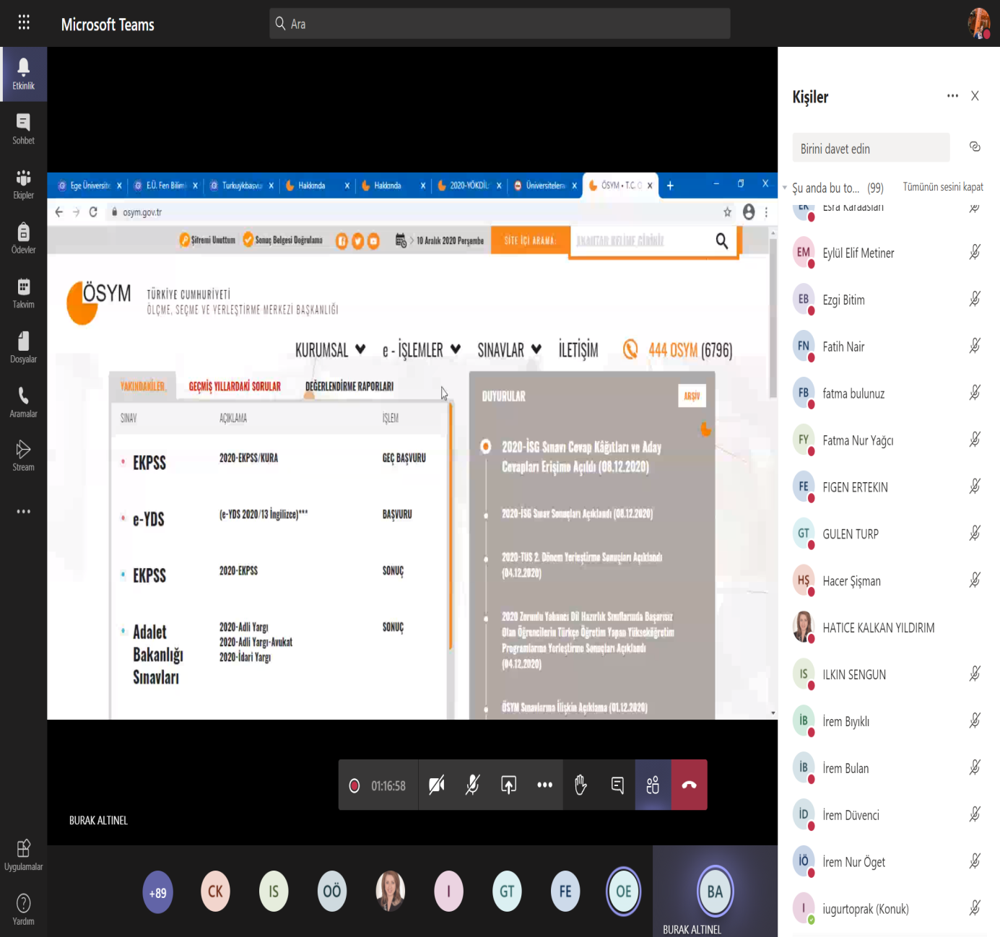 Microsoft Teams
Ara
Etkinlik
Sohbet
Ekipler
Ödevler
Takvim
Dosyalar
Aramalar
Stream
Uygulamalar
Yardım
Ege Üniversite
E.Ü. Fen Biliml
Turkuykbasvu
Hakkında
Hakkında
2020-YÖKDİL
Üniversitelera
ÖSYM • T.C. Ö
osym.gov.tr
Şifremi Unuttum
Sonuç Belgesi Doğrulama
> 10 Aralık 2020 Perşembe
SİTE İÇİ ARAMA:
ANAHTAR KELİME GİRİNİZ
ÖSYM
TÜRKİYE CUMHURİYETİ
ÖLÇME, SEÇME VE YERLEŞTİRME MERKEZİ BAŞKANLIĞI
KURUMSAL
e - İŞLEMLER
SINAVLAR
İLETİŞİM
444 OSYM (6796)
YAKINDAKİLER.
GEÇMİŞ YILLARDAKİ SORULAR
DEĞERLENDİRME RAPORLARI
SINAV AÇIKLAMA İŞLEM
EKPSS 2020-EKPSS/KURA GEÇ BAŞVURU
e-YDS (e-YDS 2020/13 İngilizce)*** BAŞVURU
EKPSS 2020-EKPSS SONUÇ
Adalet
Bakanlığı
Sınavları
2020-Adli Yargı
2020-Adli Yargı-Avukat
2020-İdari Yargı
SONUÇ
DUYURULAR
ARŞİV
2020-İSG Sınavı Cevap Kâğıtları ve Aday
Cevapları Erişime Açıldı (08.12.2020)
2020-İSG Sınav Sonuçları Açıklandı (08.12.2020)
2020-TUS 2. Dönem Yerleştirme Sonuçları Açıklandı
(04.12.2020)
2020 Zorunlu Yabancı Dil Hazırlık Sınıflarında Başarısız
Olan Öğrencilerin Türkçe Öğretim Yapan Yükseköğretim
Programlarına Yerleştirme Sonuçları Açıklandı
(04.12.2020)
ÖSYM Sınavlarına İlişkin Açıklama (01.12.2020)
01:16:58
BURAK ALTINEL
+89
CK
IS
OÖ
I
GT
FE
OE
BA
BURAK ALTINEL
Kişiler
Birini davet edin
Şu anda bu to... (99)
Tümünün sesini kapat
EK Esra Karaaslan
EM Eylül Elif Metiner
EB Ezgi Bitim
FN Fatih Nair
FB fatma bulunuz
FY Fatma Nur Yağcı
FE FIGEN ERTEKIN
GT GULEN TURP
HŞ Hacer Şişman
HATICE KALKAN YILDIRIM
IS ILKIN SENGUN
İB İrem Bıyıklı
İB İrem Bulan
İD İrem Düvenci
İÖ İrem Nur Öget
I iugurtoprak (Konuk)